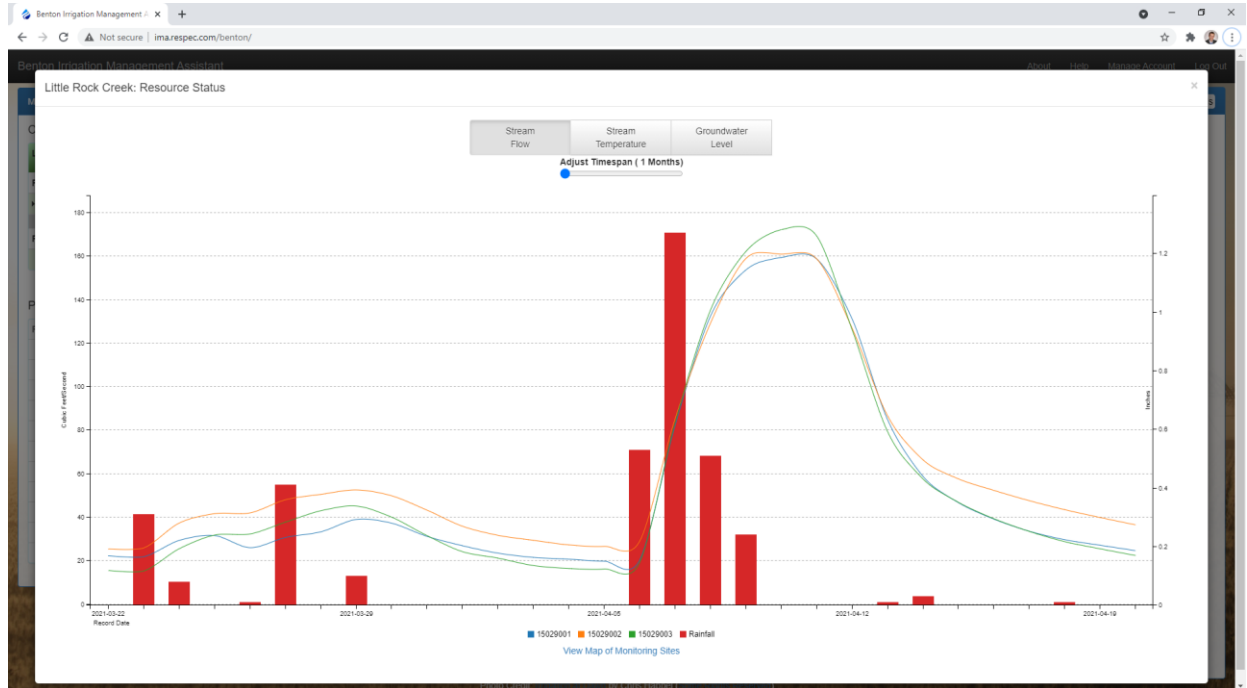 Benton Irrigation Management A
Not secure | ima.respec.com/benton/
Benton Irrigation Management Assistant
About Help Manage Account Log Out
Little Rock Creek: Resource Status
×
Stream
Flow
Stream
Temperature
Groundwater
Level
Adjust Timespan ( 1 Months)
180
160
140
120
100
80
60
40
20
0
Cubic Feet/Second
1.2
1
0.8
0.6
0.4
0.2
0
Inches
2021-03-22
2021-03-29
2021-04-05
2021-04-12
2021-04-19
Record Date
15029001 15029002 15029003 Rainfall
View Map of Monitoring Sites